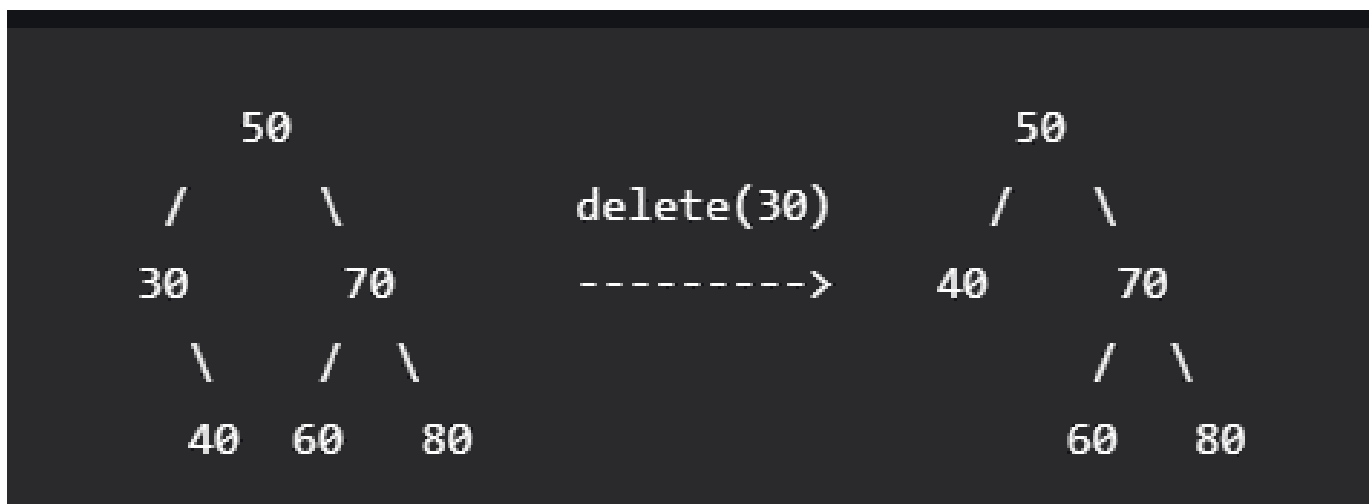 50 50
/ \ delete(30) / \
30 70 ---------> 40 70
\ / \ / \
40 60 80 60 80